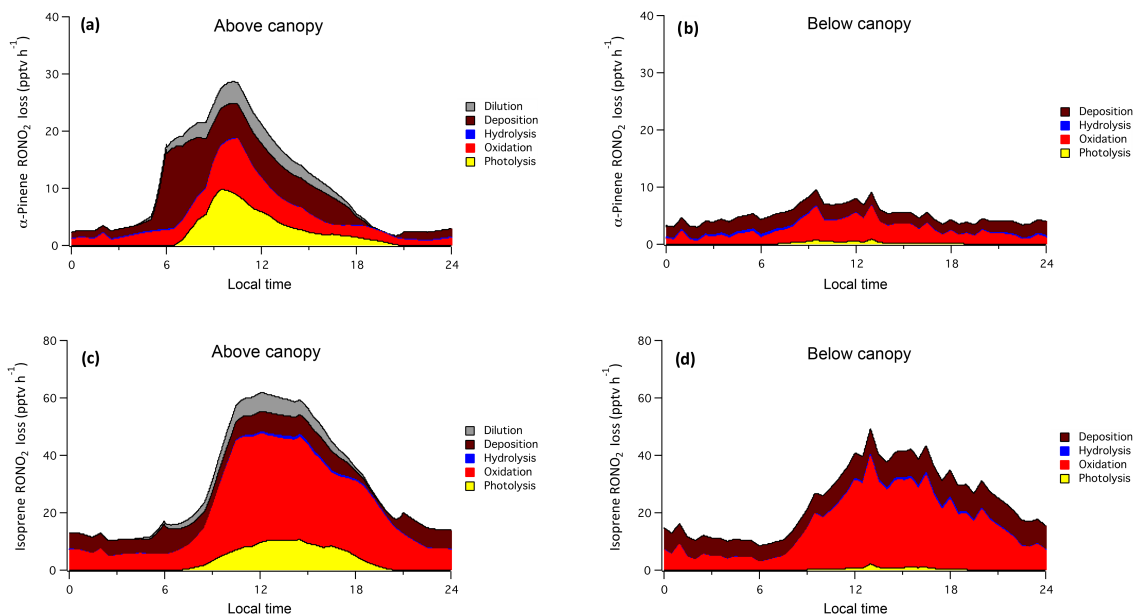 (a)
Above canopy
α-Pinene RONO₂ loss (pptv h⁻¹)
40
30
20
10
0
0
6
12
18
24
Local time
Dilution
Deposition
Hydrolysis
Oxidation
Photolysis
(b)
Below canopy
α-Pinene RONO₂ loss (pptv h⁻¹)
40
30
20
10
0
0
6
12
18
24
Local time
Deposition
Hydrolysis
Oxidation
Photolysis
(c)
Above canopy
Isoprene RONO₂ loss (pptv h⁻¹)
80
60
40
20
0
0
6
12
18
24
Local time
Dilution
Deposition
Hydrolysis
Oxidation
Photolysis
(d)
Below canopy
Isoprene RONO₂ loss (pptv h⁻¹)
80
60
40
20
0
0
6
12
18
24
Local time
Deposition
Hydrolysis
Oxidation
Photolysis